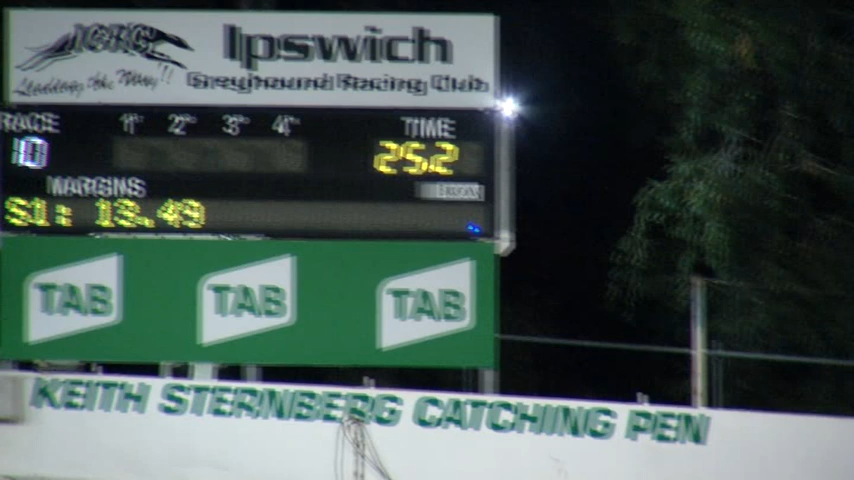 IGRC
Ipswich
Leading the Way!!
Greyhound Racing Club
RACE 1st 2nd 3rd 4th TIME
10 25.2
MARGINS
S1: 13.49
TAB TAB TAB
KEITH STERNBERG CATCHING PEN